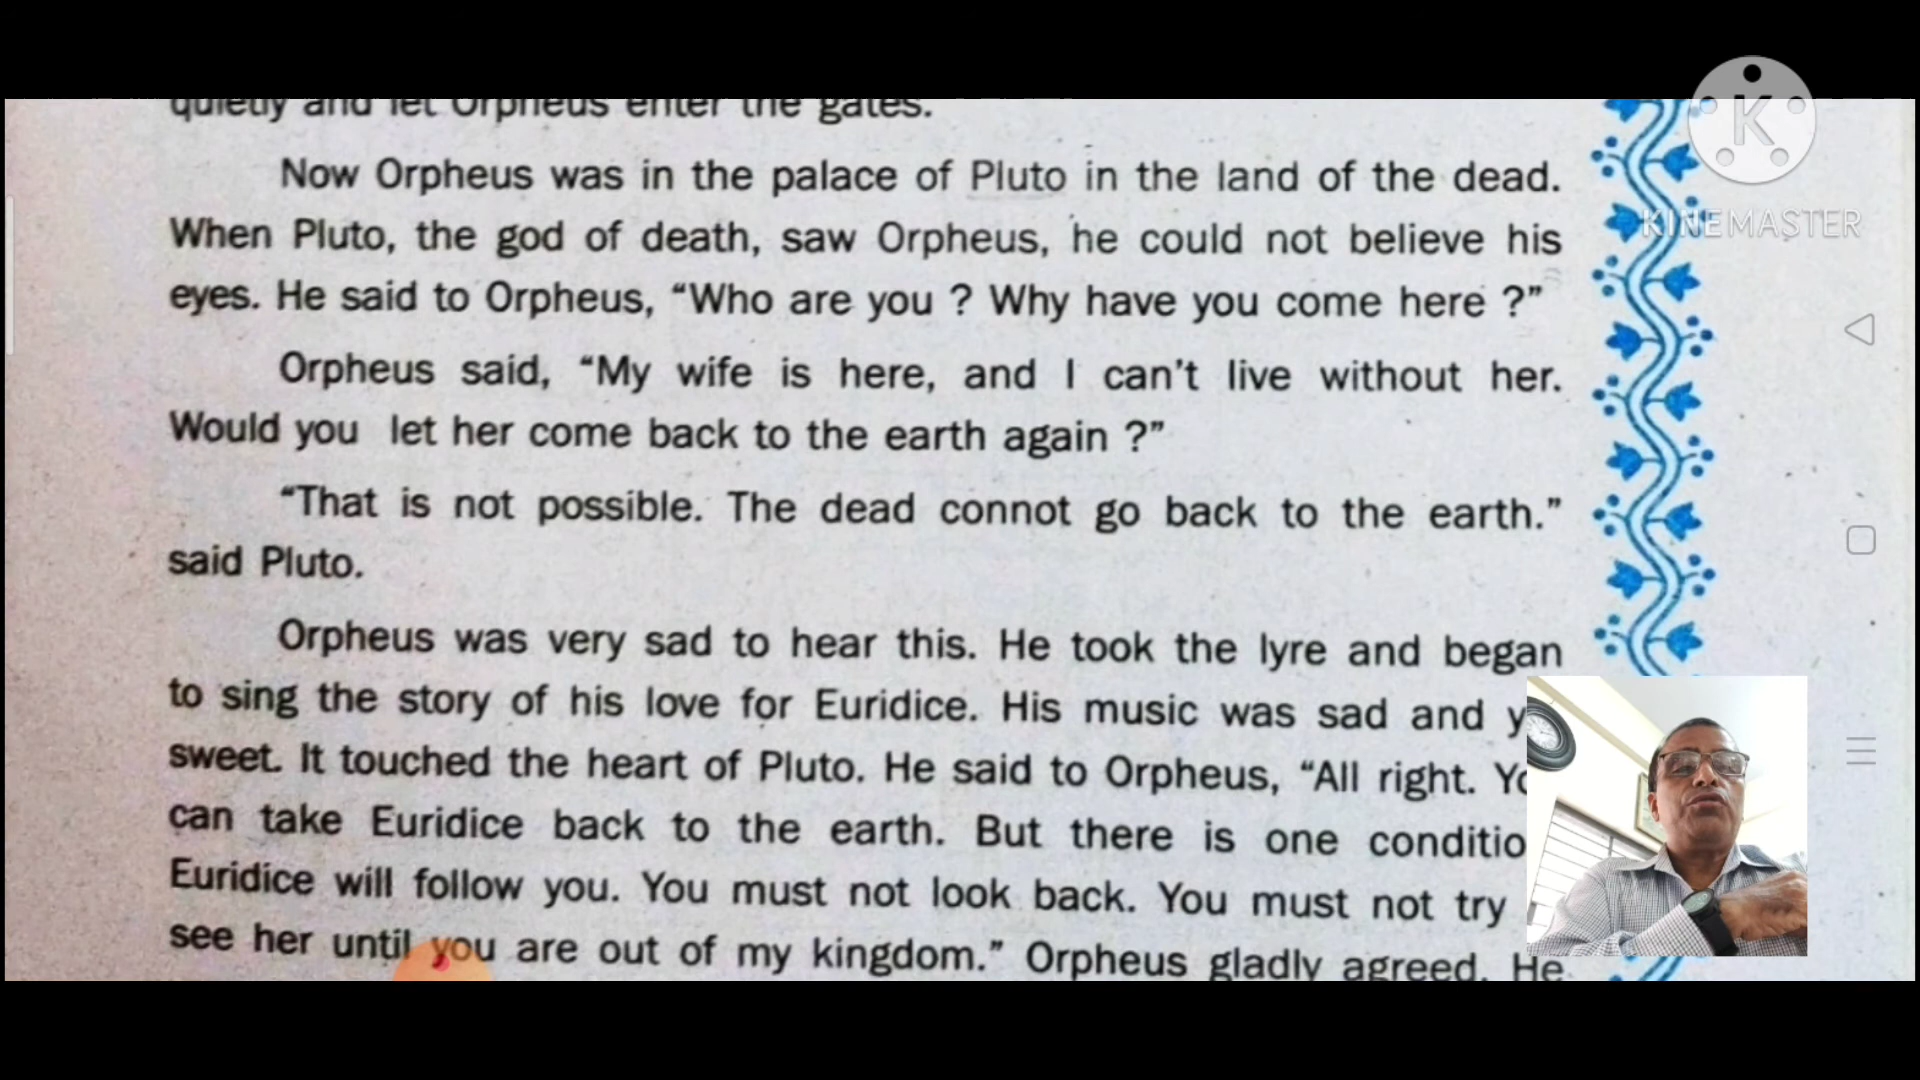 quietly and let Orpheus enter the gates.
Now Orpheus was in the palace of Pluto in the land of the dead.
When Pluto, the god of death, saw Orpheus, he could not believe his
eyes. He said to Orpheus, “Who are you ? Why have you come here ?”
Orpheus said, “My wife is here, and I can’t live without her.
Would you let her come back to the earth again ?”
“That is not possible. The dead connot go back to the earth.”
said Pluto.
Orpheus was very sad to hear this. He took the lyre and began
to sing the story of his love for Euridice. His music was sad and
sweet. It touched the heart of Pluto. He said to Orpheus, “All right.
can take Euridice back to the earth. But there is one
Euridice will follow you. You must not look back. You must not try
see her until you are out of my kingdom.” Orpheus gladly agreed. He
K
KINEMASTER